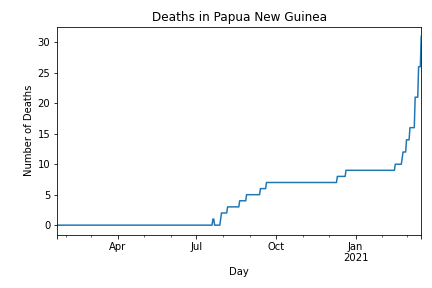 Deaths in Papua New Guinea
30
25
20
15
10
5
0
Number of Deaths
Apr
Jul
Oct
Jan
2021
Day